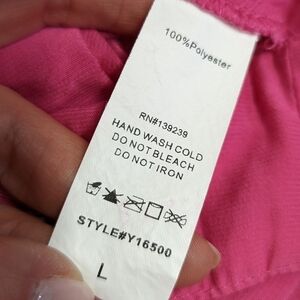 100%Polyester
RN#139239
HAND WASH COLD
DO NOT BLEACH
DO NOT IRON
STYLE#Y16500
L